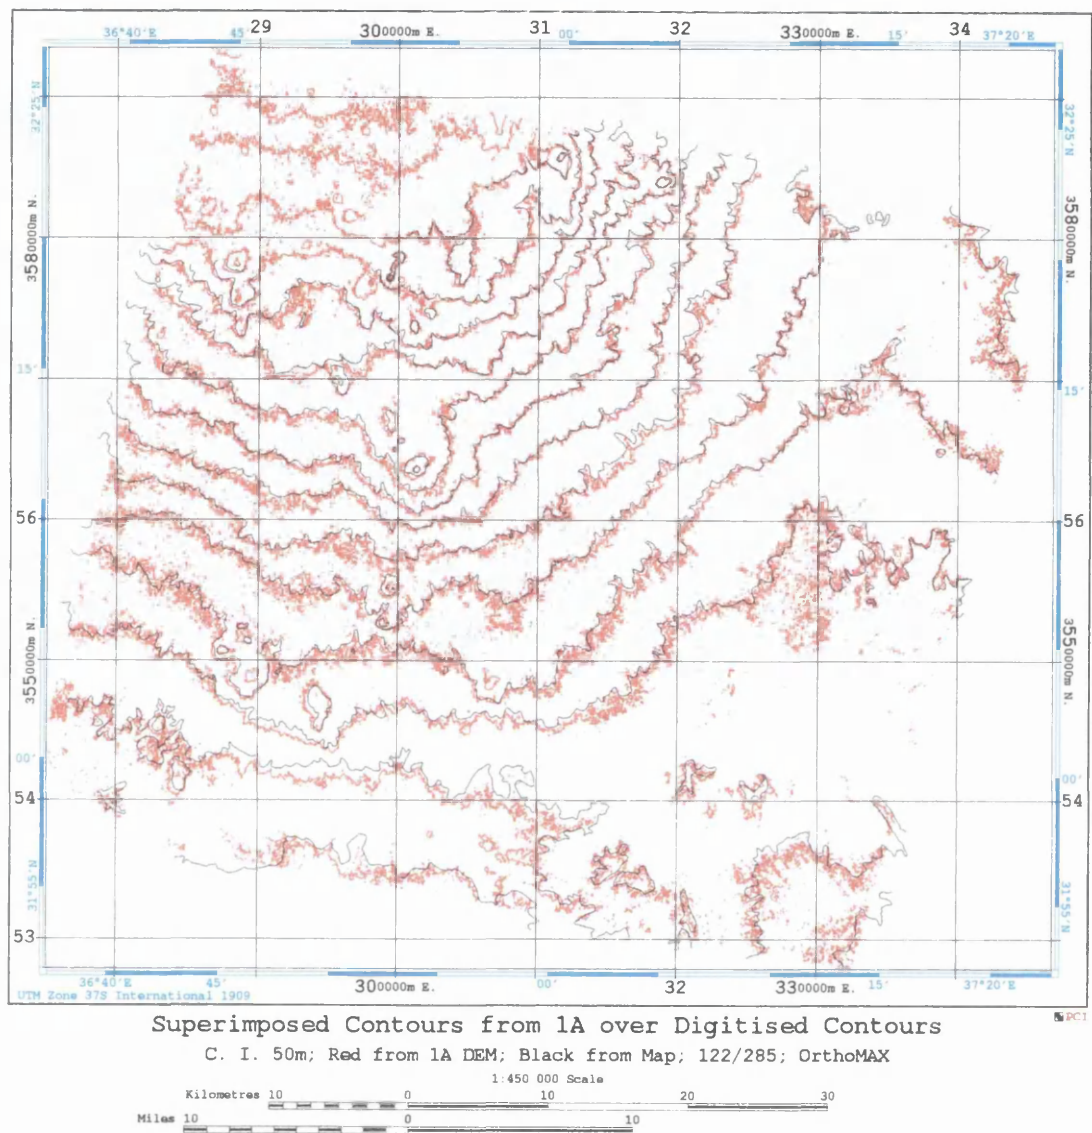 29 300000m E. 31 32 330000m E. 34
36°40'E 45' 00' 15' 37°20'E
32°25'N
32°25'N
3580000m N.
3580000m N.
15'
15'
56
56
3550000m N.
3550000m N.
00'
00'
54
54
31°55'N
31°55'N
53
36°40'E 45' 300000m E. 00' 32 330000m E. 15' 37°20'E
UTM Zone 37S International 1909
PCI
Superimposed Contours from 1A over Digitised Contours
C. I. 50m; Red from 1A DEM; Black from Map; 122/285; OrthoMAX
1:450 000 Scale
Kilometres 10 0 10 20 30
Miles 10 0 10